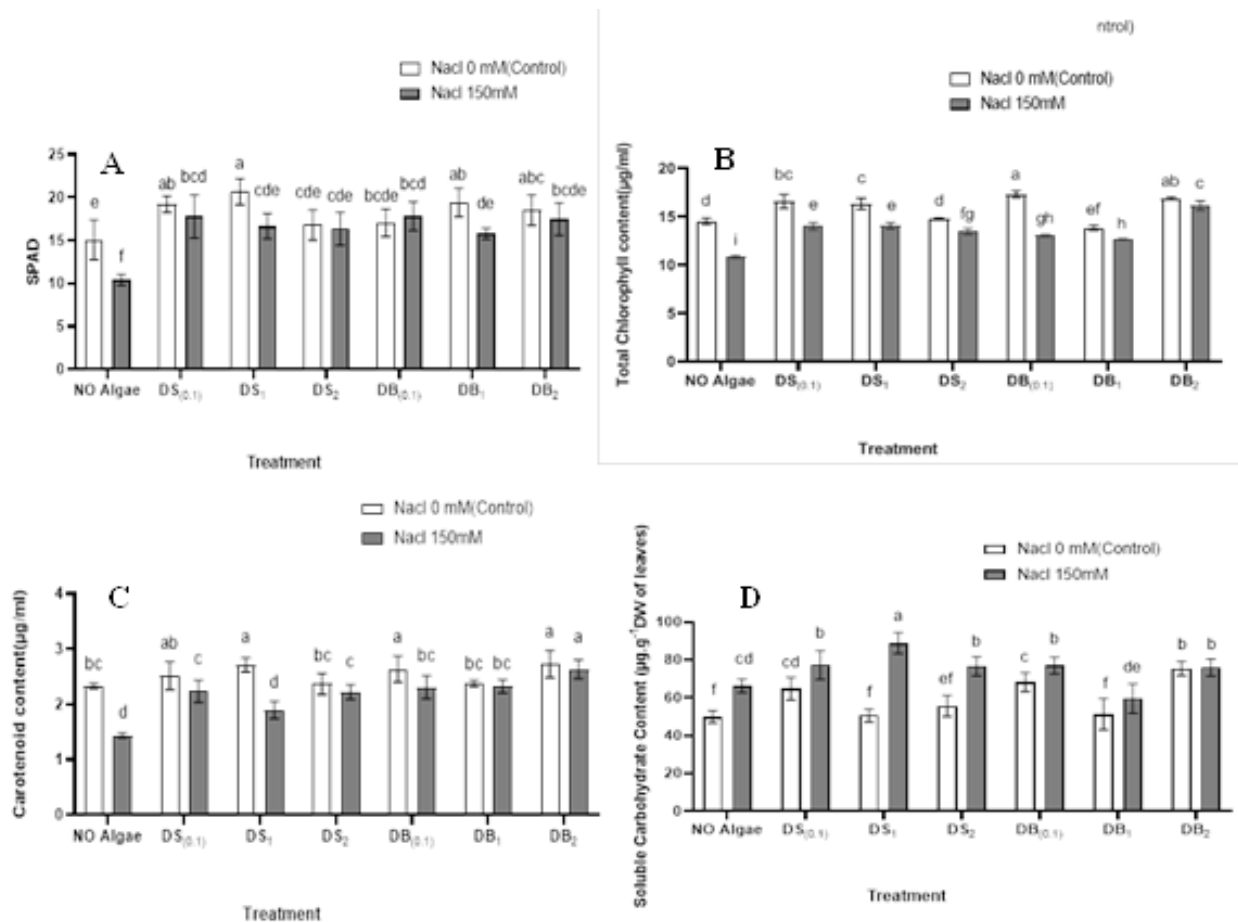 Nacl 0 mM(Control)
Nacl 150mM
A
SPAD
25
20
15
10
5
0
e
f
ab
bcd
a
cde
cde
cde
bcde
bcd
ab
de
abc
bcde
NO Algae
DS(0.1)
DS1
DS2
DB(0.1)
DB1
DB2
Treatment
ntrol)
Nacl 0 mM(Control)
Nacl 150mM
B
Total Chlorophyll content(µg/ml)
20
15
10
5
0
d
i
bc
e
c
e
d
fg
a
gh
ef
h
ab
c
NO Algae
DS(0.1)
DS1
DS2
DB(0.1)
DB1
DB2
Treatment
Nacl 0 mM(Control)
Nacl 150mM
C
Carotenoid content(µg/ml)
4
3
2
1
0
bc
d
ab
c
a
d
bc
c
a
bc
bc
bc
a
a
NO Algae
DS(0.1)
DS1
DS2
DB(0.1)
DB1
DB2
Treatment
Nacl 0 mM(Control)
Nacl 150mM
D
Soluble Carbohydrate Content (µg.g-1DW of leaves)
100
80
60
40
20
0
f
cd
cd
b
f
a
ef
b
c
b
f
de
b
b
NO Algae
DS(0.1)
DS1
DS2
DB(0.1)
DB1
DB2
Treatment